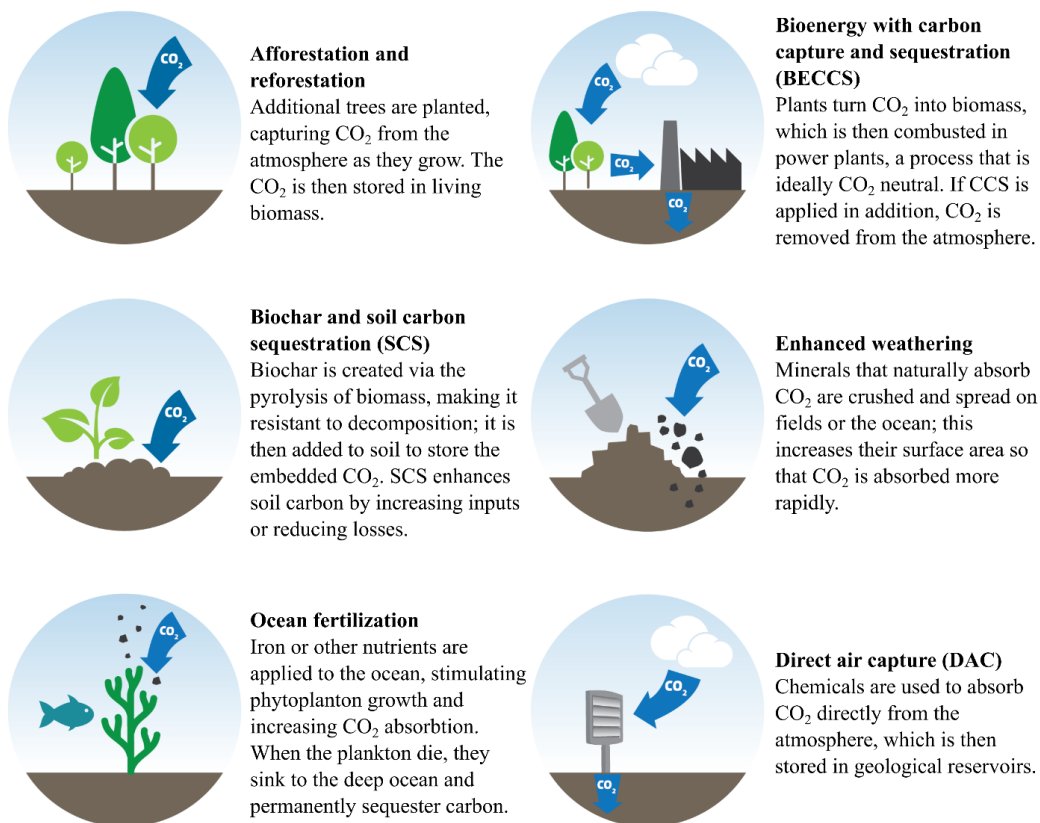 CO₂
Afforestation and
reforestation
Additional trees are planted,
capturing CO₂ from the
atmosphere as they grow. The
CO₂ is then stored in living
biomass.
CO₂
CO₂
CO₂
Bioenergy with carbon
capture and sequestration
(BECCS)
Plants turn CO₂ into biomass,
which is then combusted in
power plants, a process that is
ideally CO₂ neutral. If CCS is
applied in addition, CO₂ is
removed from the atmosphere.
CO₂
Biochar and soil carbon
sequestration (SCS)
Biochar is created via the
pyrolysis of biomass, making it
resistant to decomposition; it is
then added to soil to store the
embedded CO₂. SCS enhances
soil carbon by increasing inputs
or reducing losses.
CO₂
Enhanced weathering
Minerals that naturally absorb
CO₂ are crushed and spread on
fields or the ocean; this
increases their surface area so
that CO₂ is absorbed more
rapidly.
CO₂
Ocean fertilization
Iron or other nutrients are
applied to the ocean, stimulating
phytoplanton growth and
increasing CO₂ absorbtion.
When the plankton die, they
sink to the deep ocean and
permanently sequester carbon.
CO₂
CO₂
Direct air capture (DAC)
Chemicals are used to absorb
CO₂ directly from the
atmosphere, which is then
stored in geological reservoirs.